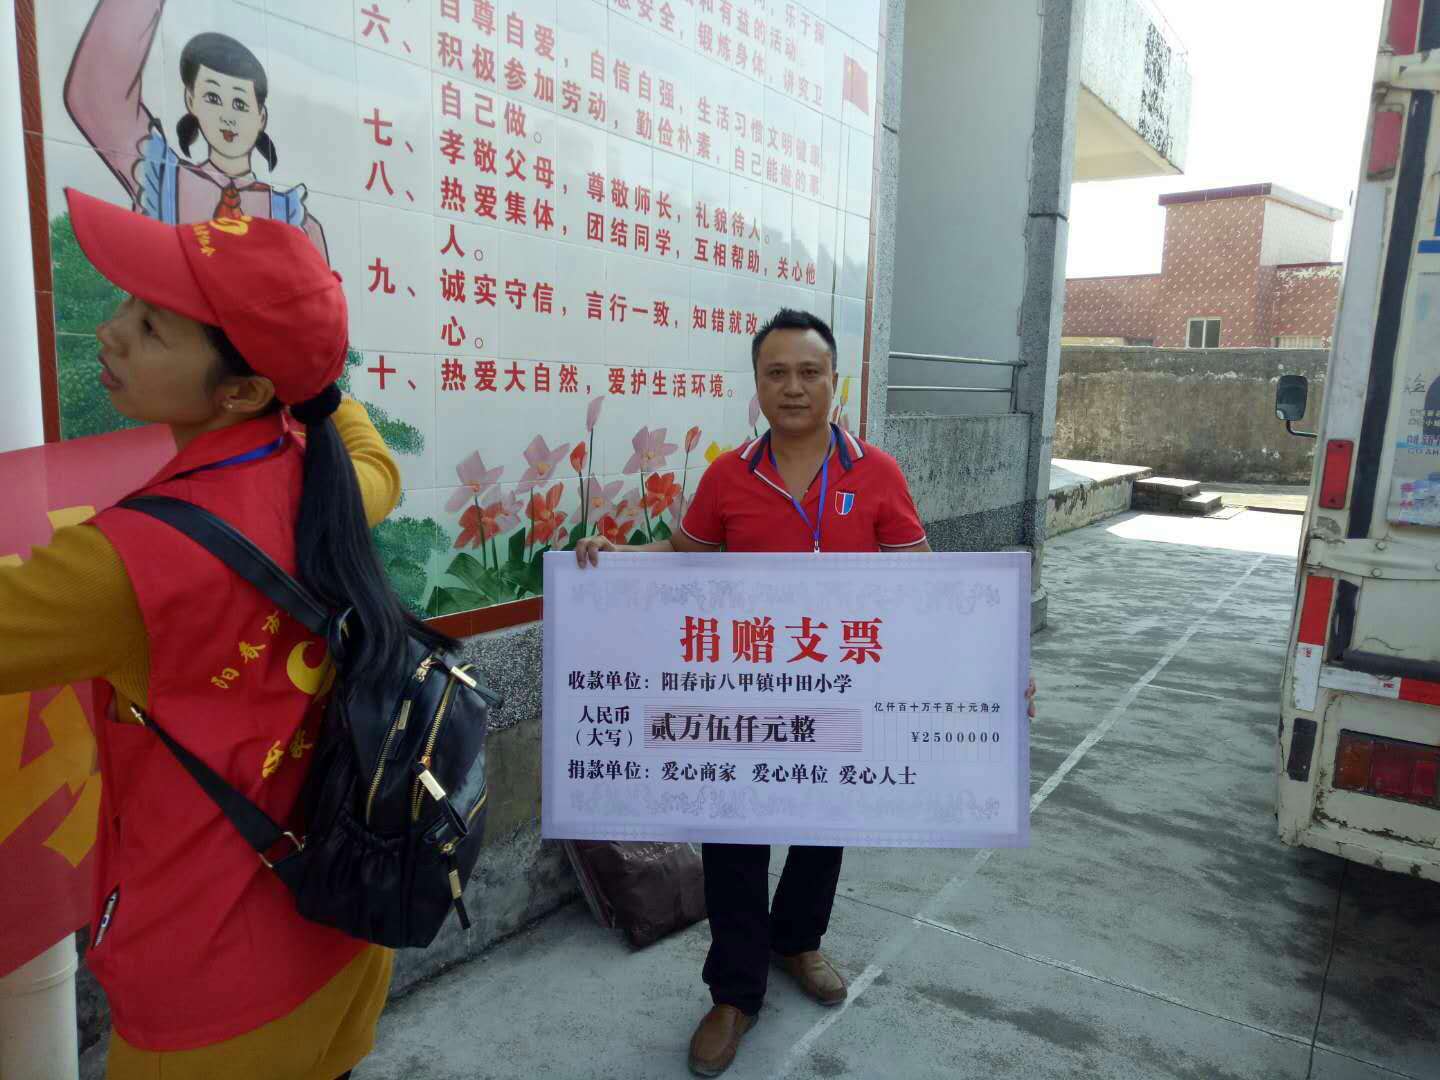 六、
自尊自爱，自信自强，生活习惯文明健康
积极参加劳动，勤俭朴素，自己能做的事
自己做。
七、孝敬父母，尊敬师长，礼貌待人。
八、热爱集体，团结同学，互相帮助，关心他
人。
九、诚实守信，言行一致，知错就改
心。
十、热爱大自然，爱护生活环境。
阳春市
捐赠支票
收款单位：阳春市八甲镇中田小学
人民币
（大写）
贰万伍仟元整
亿仟百十万千百十元角分
¥2500000
捐款单位：爱心商家 爱心单位 爱心人士